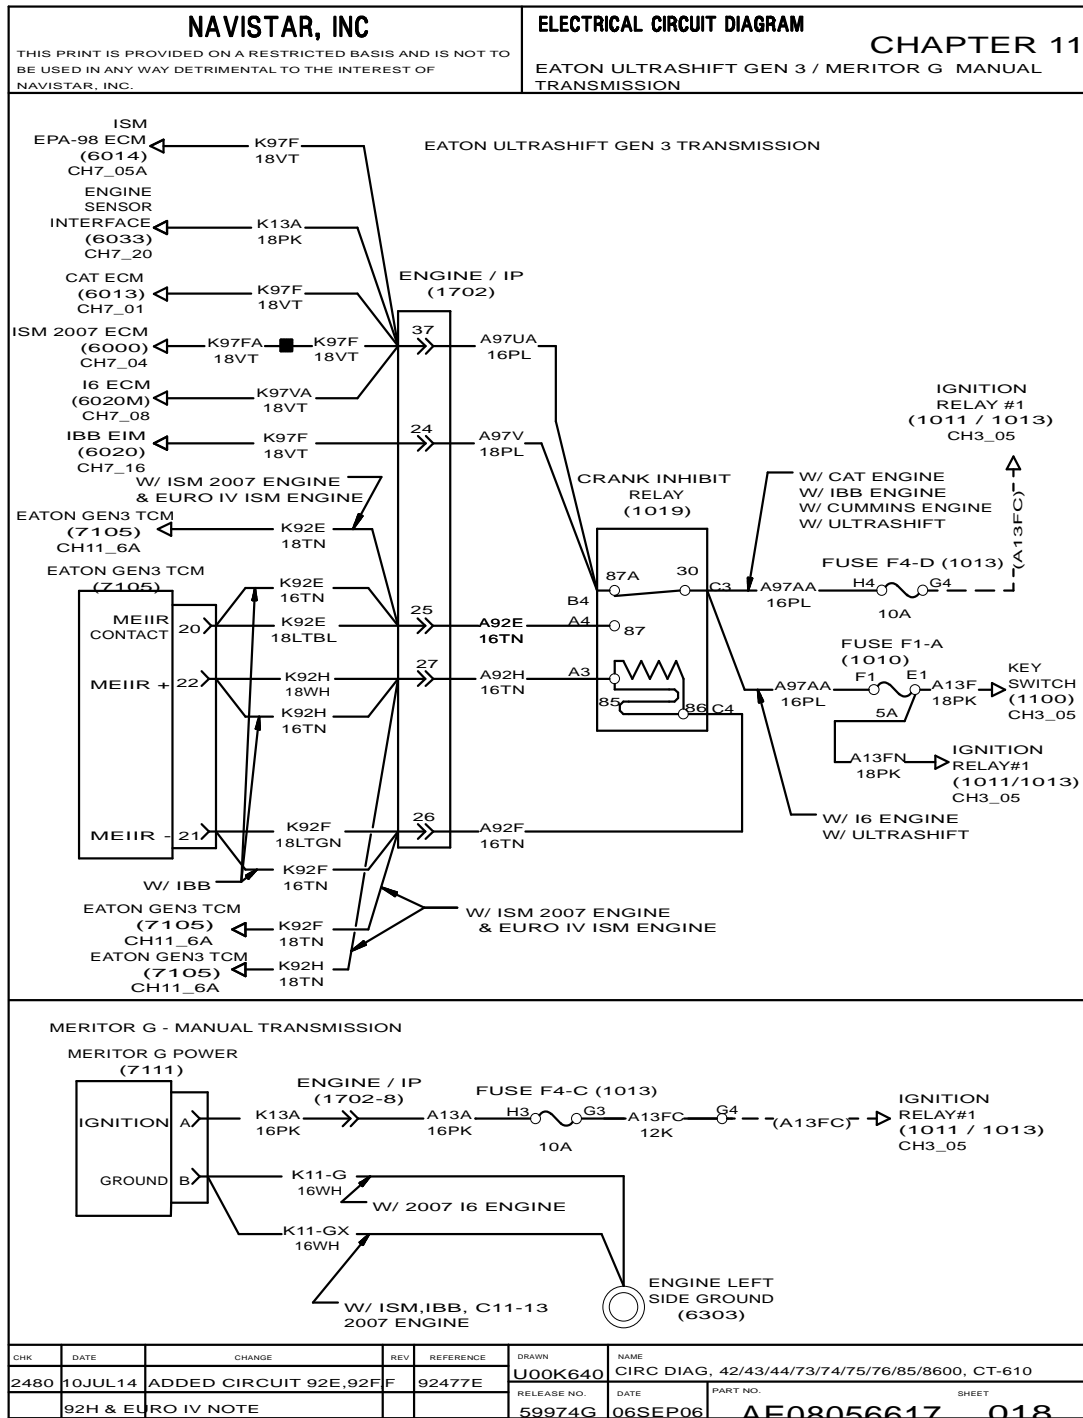 NAVISTAR, INC
THIS PRINT IS PROVIDED ON A RESTRICTED BASIS AND IS NOT TO
BE USED IN ANY WAY DETRIMENTAL TO THE INTEREST OF
NAVISTAR, INC.
ELECTRICAL CIRCUIT DIAGRAM
CHAPTER 11
EATON ULTRASHIFT GEN 3 / MERITOR G MANUAL
TRANSMISSION
EATON ULTRASHIFT GEN 3 TRANSMISSION
ISM
EPA-98 ECM
(6014)
CH7_05A
K97F
18VT
ENGINE
SENSOR
INTERFACE
(6033)
CH7_20
K13A
18PK
CAT ECM
(6013)
CH7_01
K97F
18VT
ISM 2007 ECM
(6000)
CH7_04
K97FA
18VT
K97F
18VT
I6 ECM
(6020M)
CH7_08
K97VA
18VT
IBB EIM
(6020)
CH7_16
K97F
18VT
ENGINE / IP
(1702)
37
A97UA
16PL
24
A97V
18PL
W/ ISM 2007 ENGINE
& EURO IV ISM ENGINE
EATON GEN3 TCM
(7105)
CH11_6A
K92E
18TN
EATON GEN3 TCM
(7105)
MEIIR
CONTACT
20
K92E
16TN
K92E
18LTBL
25
A92E
16TN
MEIIR +
22
K92H
18WH
K92H
16TN
27
A92H
16TN
MEIIR -
21
K92F
18LTGN
K92F
16TN
26
A92F
16TN
W/ IBB
EATON GEN3 TCM
(7105)
CH11_6A
K92F
18TN
EATON GEN3 TCM
(7105)
CH11_6A
K92H
18TN
W/ ISM 2007 ENGINE
& EURO IV ISM ENGINE
CRANK INHIBIT
RELAY
(1019)
87A
30
B4
C3
A4
87
A3
85
86
C4
W/ CAT ENGINE
W/ IBB ENGINE
W/ CUMMINS ENGINE
W/ ULTRASHIFT
IGNITION
RELAY #1
(1011 / 1013)
CH3_05
(A13FC)
FUSE F4-D (1013)
A97AA
16PL
H4
G4
10A
FUSE F1-A
(1010)
A97AA
16PL
F1
E1
5A
A13F
18PK
KEY
SWITCH
(1100)
CH3_05
A13FN
18PK
IGNITION
RELAY#1
(1011/1013)
CH3_05
W/ I6 ENGINE
W/ ULTRASHIFT
MERITOR G - MANUAL TRANSMISSION
MERITOR G POWER
(7111)
IGNITION
A
K13A
16PK
ENGINE / IP
(1702-8)
A13A
16PK
FUSE F4-C (1013)
H3
G3
10A
A13FC
12K
G4
(A13FC)
IGNITION
RELAY#1
(1011 / 1013)
CH3_05
GROUND
B
K11-G
16WH
W/ 2007 I6 ENGINE
K11-GX
16WH
W/ ISM,IBB, C11-13
2007 ENGINE
ENGINE LEFT
SIDE GROUND
(6303)
CHK DATE CHANGE REV REFERENCE
2480 10JUL14 ADDED CIRCUIT 92E,92F F 92477E
92H & EURO IV NOTE
DRAWN
U00K640
NAME
CIRC DIAG, 42/43/44/73/74/75/76/85/8600, CT-610
RELEASE NO.
59974G
DATE
06SEP06
PART NO.
AF08056617
SHEET
018